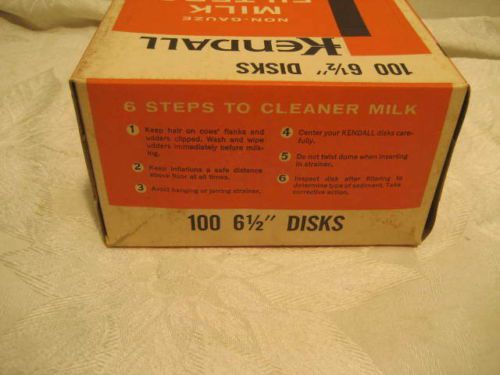 NON-GAUZE
MILK
FILTERS
KENDALL
100 6½" DISKS
6 STEPS TO CLEANER MILK
1 Keep hair on cows' flanks and
udders clipped. Wash and wipe
udders immediately before milk-
ing.
2 Keep inflations a safe distance
above floor at all times.
3 Avoid banging or jarring strainer.
4 Center your KENDALL disks care-
fully.
5 Do not twist dome when inserting
in strainer.
6 Inspect disk after filtering to
determine type of sediment. Take
corrective action.
100 6½" DISKS